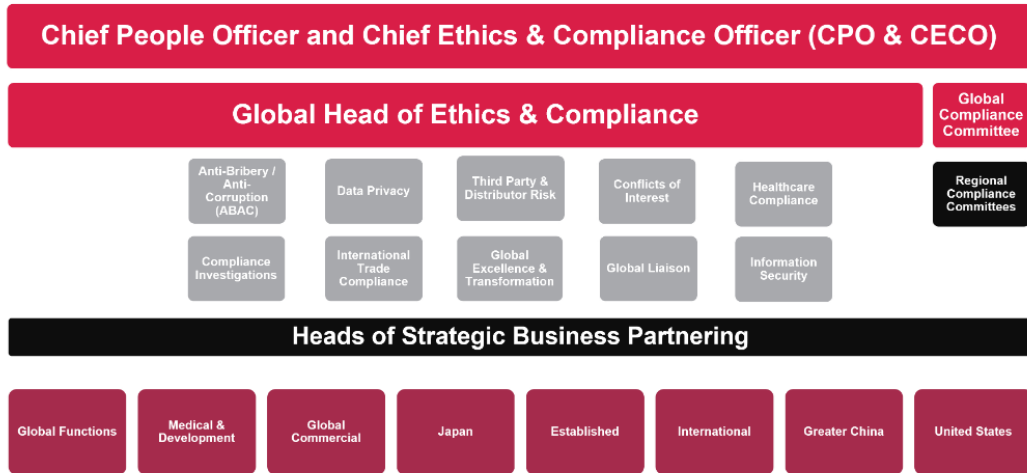 Chief People Officer and Chief Ethics & Compliance Officer (CPO & CECO)
Global Head of Ethics & Compliance
Global
Compliance
Committee
Anti-Bribery /
Anti-
Corruption
(ABAC)
Data Privacy
Third Party &
Distributor Risk
Conflicts of
Interest
Healthcare
Compliance
Regional
Compliance
Committees
Compliance
Investigations
International
Trade
Compliance
Global
Excellence &
Transformation
Global Liaison
Information
Security
Heads of Strategic Business Partnering
Global Functions
Medical &
Development
Global
Commercial
Japan
Established
International
Greater China
United States